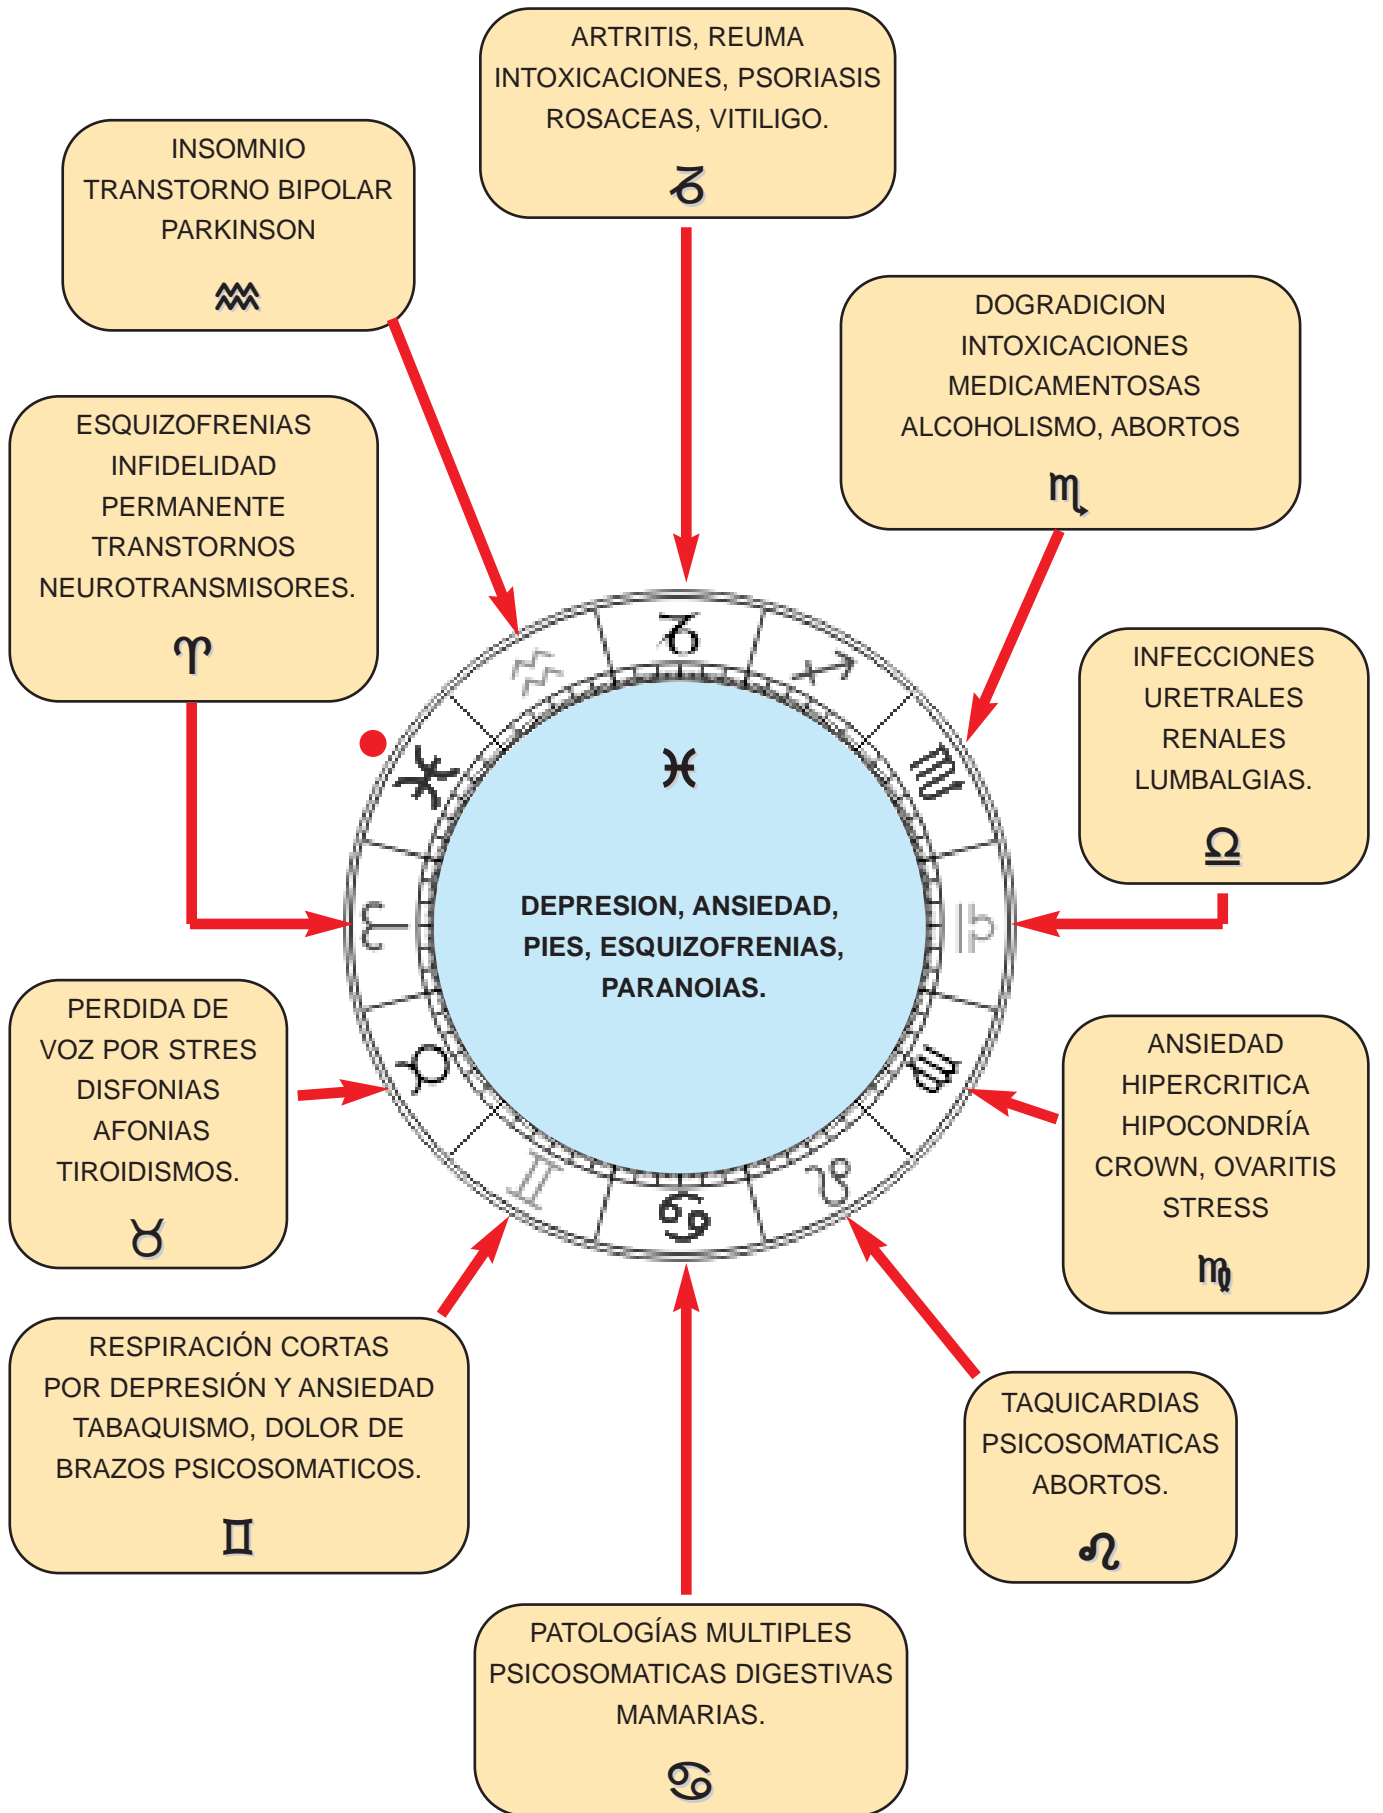 ARTRITIS, REUMA
INTOXICACIONES, PSORIASIS
ROSACEAS, VITILIGO.
♑
INSOMNIO
TRANSTORNO BIPOLAR
PARKINSON
♒
DOGRADICION
INTOXICACIONES
MEDICAMENTOSAS
ALCOHOLISMO, ABORTOS
♏
ESQUIZOFRENIAS
INFIDELIDAD
PERMANENTE
TRANSTORNOS
NEUROTRANSMISORES.
♈
INFECCIONES
URETRALES
RENALES
LUMBALGIAS.
♎
♓
DEPRESION, ANSIEDAD,
PIES, ESQUIZOFRENIAS,
PARANOIAS.
PERDIDA DE
VOZ POR STRES
DISFONIAS
AFONIAS
TIROIDISMOS.
♉
ANSIEDAD
HIPERCRITICA
HIPOCONDRÍA
CROWN, OVARITIS
STRESS
♍
RESPIRACIÓN CORTAS
POR DEPRESIÓN Y ANSIEDAD
TABAQUISMO, DOLOR DE
BRAZOS PSICOSOMATICOS.
♊
TAQUICARDIAS
PSICOSOMATICAS
ABORTOS.
♌
PATOLOGÍAS MULTIPLES
PSICOSOMATICAS DIGESTIVAS
MAMARIAS.
♋